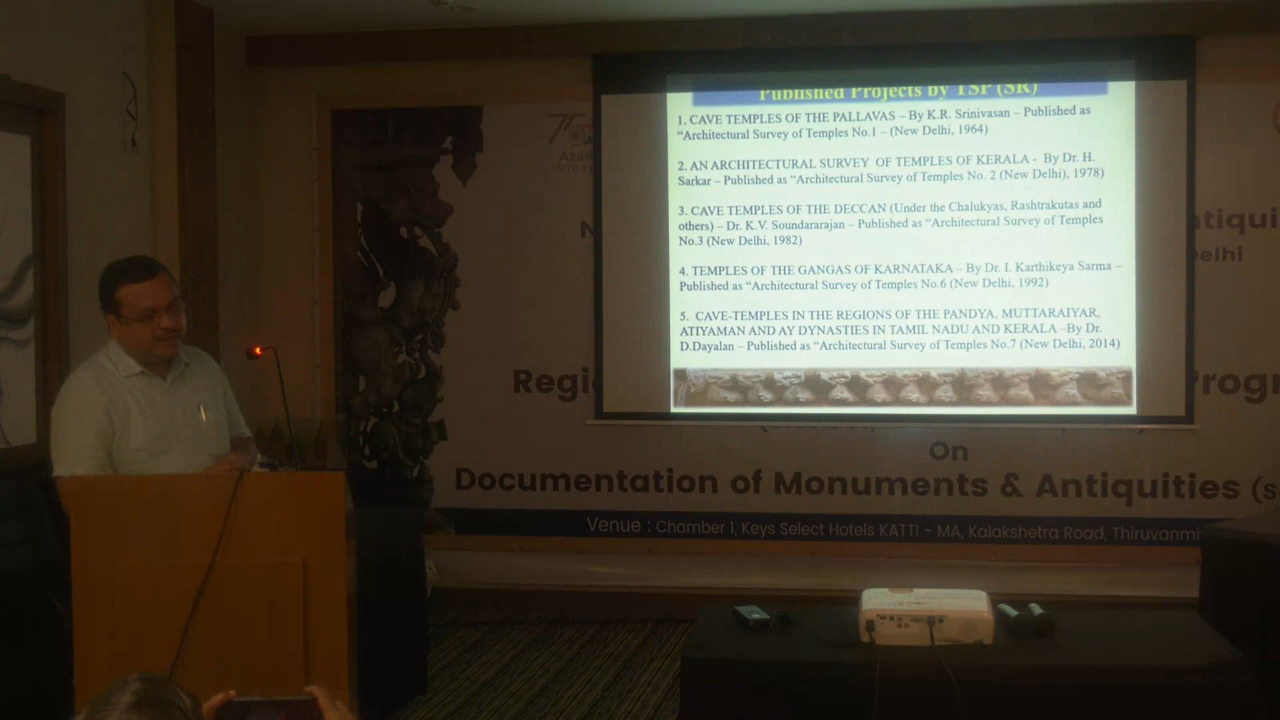 Published Projects by TSP (SR)
1. CAVE TEMPLES OF THE PALLAVAS – By K.R. Srinivasan – Published as
“Architectural Survey of Temples No.1 – (New Delhi, 1964)
2. AN ARCHITECTURAL SURVEY OF TEMPLES OF KERALA - By Dr. H.
Sarkar – Published as “Architectural Survey of Temples No. 2 (New Delhi), 1978)
3. CAVE TEMPLES OF THE DECCAN (Under the Chalukyas, Rashtrakutas and
others) – Dr. K.V. Soundararajan – Published as “Architectural Survey of Temples
No.3 (New Delhi, 1982)
4. TEMPLES OF THE GANGAS OF KARNATAKA – By Dr. I. Karthikeya Sarma –
Published as “Architectural Survey of Temples No.6 (New Delhi, 1992)
5. CAVE-TEMPLES IN THE REGIONS OF THE PANDYA, MUTTARAIYAR,
ATIYAMAN AND AY DYNASTIES IN TAMIL NADU AND KERALA –By Dr.
D.Dayalan – Published as “Architectural Survey of Temples No.7 (New Delhi, 2014)
75
Aza
Amr
N
ntiqui
elhi
Regi
Progr
On
Documentation of Monuments & Antiquities (s
Venue : Chamber 1, Keys Select Hotels KATTI - MA, Kalakshetra Road, Thiruvanmi